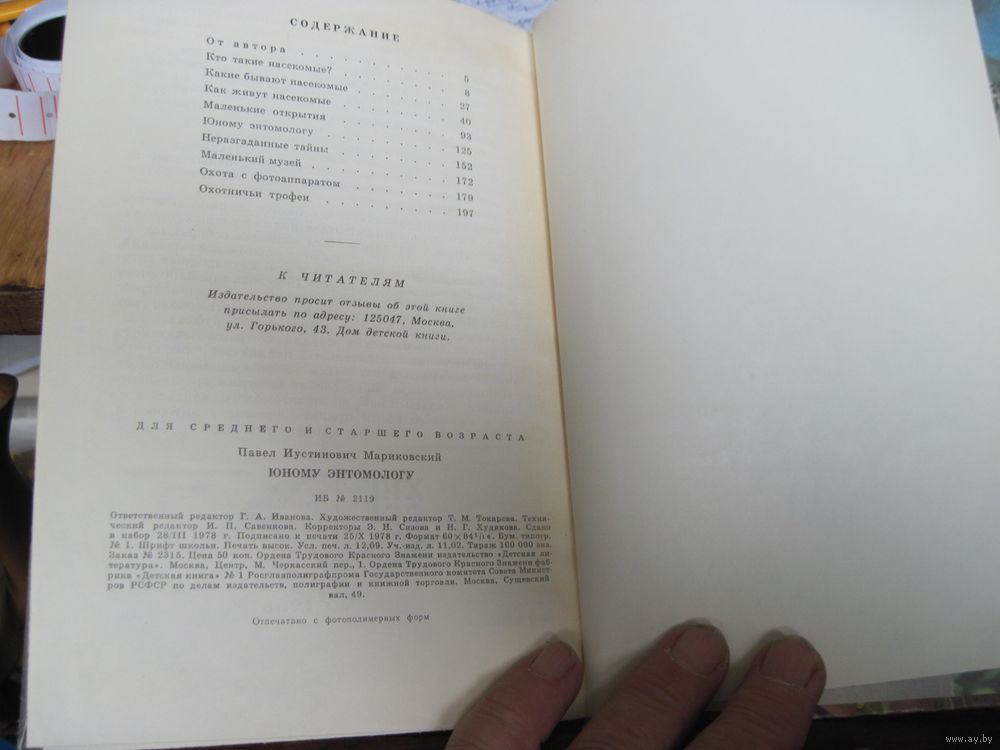 СОДЕРЖАНИЕ
От автора . . . . . . . . . 5
Кто такие насекомые? . . . . . . . 8
Какие бывают насекомые . . . . . . 27
Как живут насекомые . . . . . . . 40
Маленькие открытия . . . . . . . 93
Юному энтомологу . . . . . . . . 125
Неразгаданные тайны . . . . . . . 152
Маленький музей . . . . . . . . . 172
Охота с фотоаппаратом . . . . . . . 179
Охотничьи трофеи . . . . . . . . 197
К ЧИТАТЕЛЯМ
Издательство просит отзывы об этой книге
присылать по адресу: 125047, Москва,
ул. Горького, 43. Дом детской книги.
ДЛЯ СРЕДНЕГО И СТАРШЕГО ВОЗРАСТА
Павел Иустинович Мариковский
ЮНОМУ ЭНТОМОЛОГУ
ИБ № 2119
Ответственный редактор Г. А. Иванова. Художественный редактор Т. М. Токарева. Техни-
ческий редактор И. П. Савенкова. Корректоры Э. Н. Сизова и Н. Г. Худякова. Сдано
в набор 28/III 1978 г. Подписано к печати 25/X 1978 г. Формат 60×84¹/₁₆. Бум. типогр.
№ 1. Шрифт школьн. Печать высок. Усл. печ. л. 12,09. Уч.-изд. л. 11,02. Тираж 100 000 экз.
Заказ № 2315. Цена 50 коп. Ордена Трудового Красного Знамени издательство «Детская ли-
тература». Москва, Центр, М. Черкасский пер., 1. Ордена Трудового Красного Знамени фаб-
рика «Детская книга» № 1 Росглавполиграфпрома Государственного комитета Совета Минист-
ров РСФСР по делам издательств, полиграфии и книжной торговли. Москва, Сущевский
вал, 49.
Отпечатано с фотополимерных форм
www.ay.by